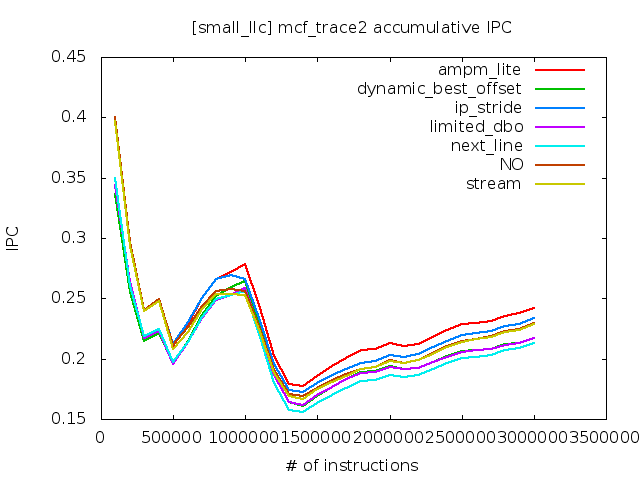 [small_llc] mcf_trace2 accumulative IPC
0.45
0.4
0.35
0.3
0.25
0.2
0.15
IPC
ampm_lite
dynamic_best_offset
ip_stride
limited_dbo
next_line
NO
stream
0 500000 1000000 1500000 2000000 2500000 3000000 3500000
# of instructions